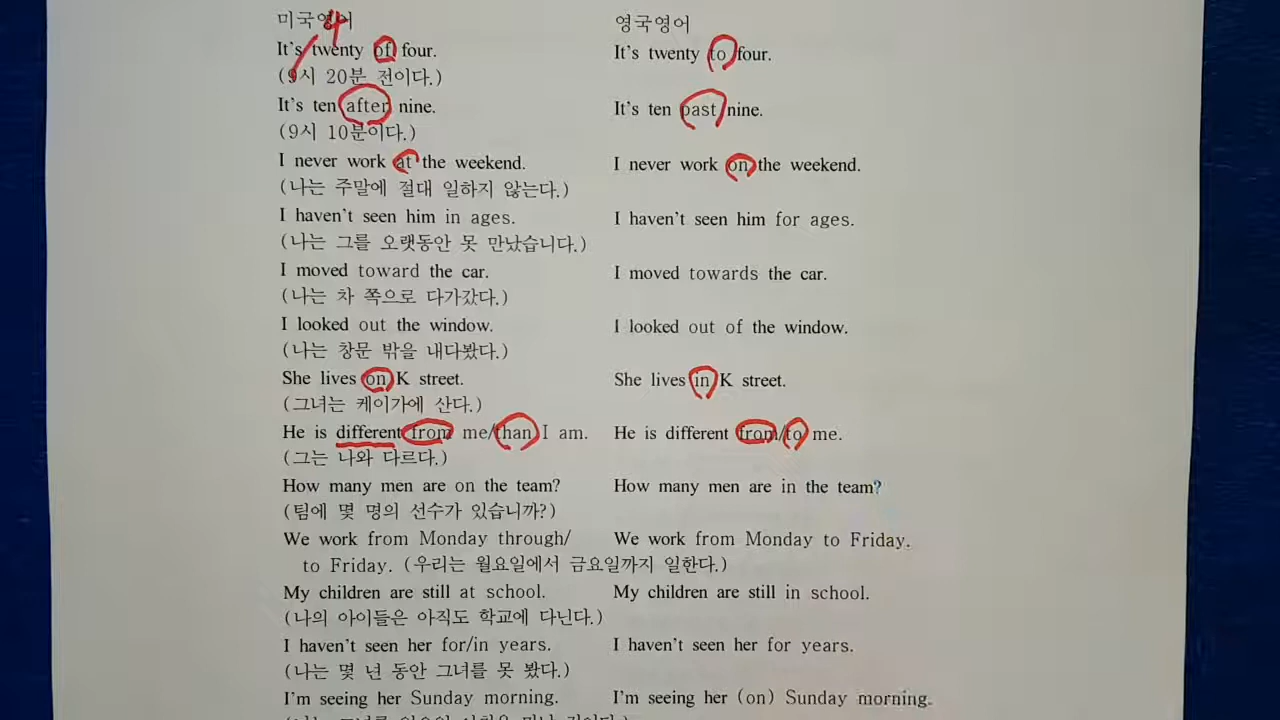 미국영어 영국영어
4
It's twenty of four. It's twenty to four.
(9시 20분 전이다.)
It's ten after nine. It's ten past nine.
(9시 10분이다.)
I never work at the weekend. I never work on the weekend.
(나는 주말에 절대 일하지 않는다.)
I haven't seen him in ages. I haven't seen him for ages.
(나는 그를 오랫동안 못 만났습니다.)
I moved toward the car. I moved towards the car.
(나는 차 쪽으로 다가갔다.)
I looked out the window. I looked out of the window.
(나는 창문 밖을 내다봤다.)
She lives on K street. She lives in K street.
(그녀는 케이가에 산다.)
He is different from me/than I am. He is different from/to me.
(그는 나와 다르다.)
How many men are on the team? How many men are in the team?
(팀에 몇 명의 선수가 있습니까?)
We work from Monday through/ We work from Monday to Friday.
to Friday. (우리는 월요일에서 금요일까지 일한다.)
My children are still at school. My children are still in school.
(나의 아이들은 아직도 학교에 다닌다.)
I haven't seen her for/in years. I haven't seen her for years.
(나는 몇 년 동안 그녀를 못 봤다.)
I'm seeing her Sunday morning. I'm seeing her (on) Sunday morning.